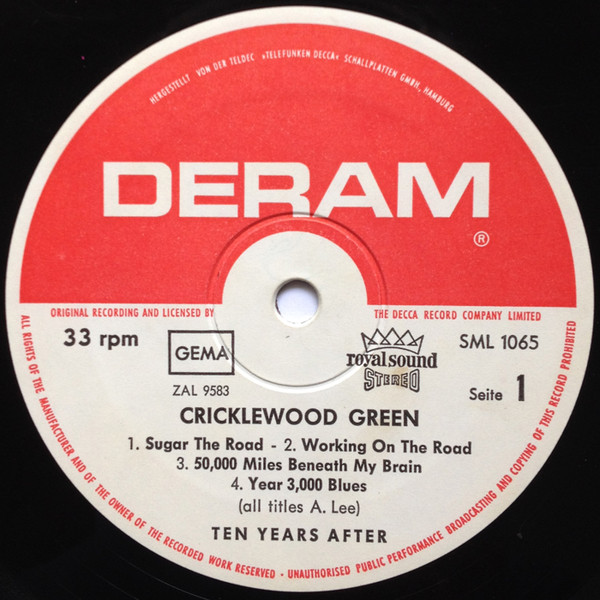 HERGESTELLT VON DER TELDEC »TELEFUNKEN DECCA« SCHALLPLATTEN GMBH, HAMBURG
DERAM
®
ORIGINAL RECORDING AND LICENSED BY THE DECCA RECORD COMPANY LIMITED
33 rpm
GEMA
royalsound
STEREO
SML 1065
ZAL 9583
Seite 1
CRICKLEWOOD GREEN
1. Sugar The Road - 2. Working On The Road
3. 50,000 Miles Beneath My Brain
4. Year 3,000 Blues
(all titles A. Lee)
TEN YEARS AFTER
ALL RIGHTS OF THE MANUFACTURER AND OF THE OWNER OF THE RECORDED WORK RESERVED - UNAUTHORISED PUBLIC PERFORMANCE BROADCASTING AND COPYING OF THIS RECORD PROHIBITED